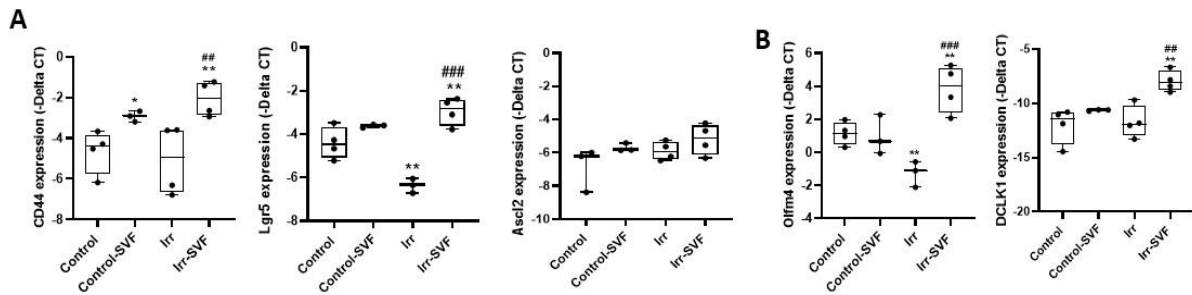 A
CD44 expression (-Delta CT)
0
-2
-4
-6
-8
*
##
**
Control
Control-SVF
Irr
Irr-SVF
Lgr5 expression (-Delta CT)
0
-2
-4
-6
-8
**
###
**
Control
Control-SVF
Irr
Irr-SVF
Ascl2 expression (-Delta CT)
0
-2
-4
-6
-8
-10
Control
Control-SVF
Irr
Irr-SVF
B
Olfm4 expression (-Delta CT)
6
4
2
0
-2
-4
**
###
**
Control
Control-SVF
Irr
Irr-SVF
DCLK1 expression (-Delta CT)
-5
-10
-15
-20
##
**
Control
Control-SVF
Irr
Irr-SVF